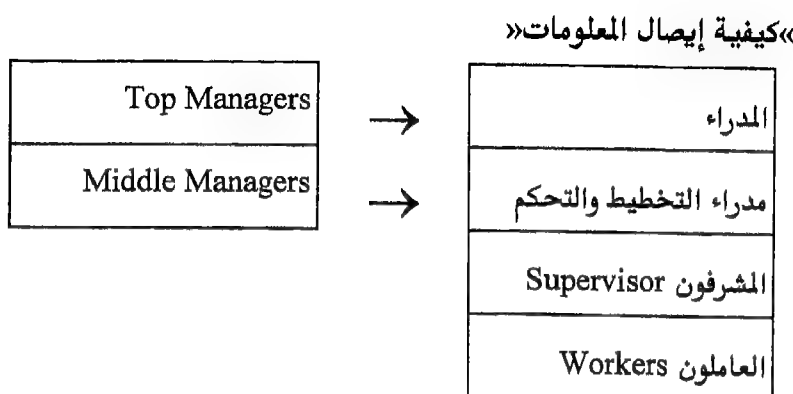 »كيفية إيصال المعلومات«
Top Managers → المدراء
Middle Managers → مدراء التخطيط والتحكم
المشرفون Supervisor
العاملون Workers